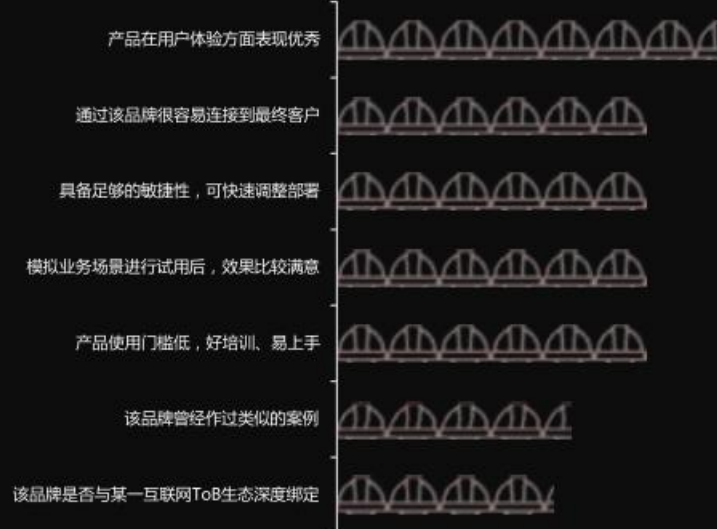 产品在用户体验方面表现优秀
通过该品牌很容易连接到最终客户
具备足够的敏捷性，可快速调整部署
模拟业务场景进行试用后，效果比较满意
产品使用门槛低，好培训、易上手
该品牌曾经作过类似的案例
该品牌是否与某一互联网ToB生态深度绑定